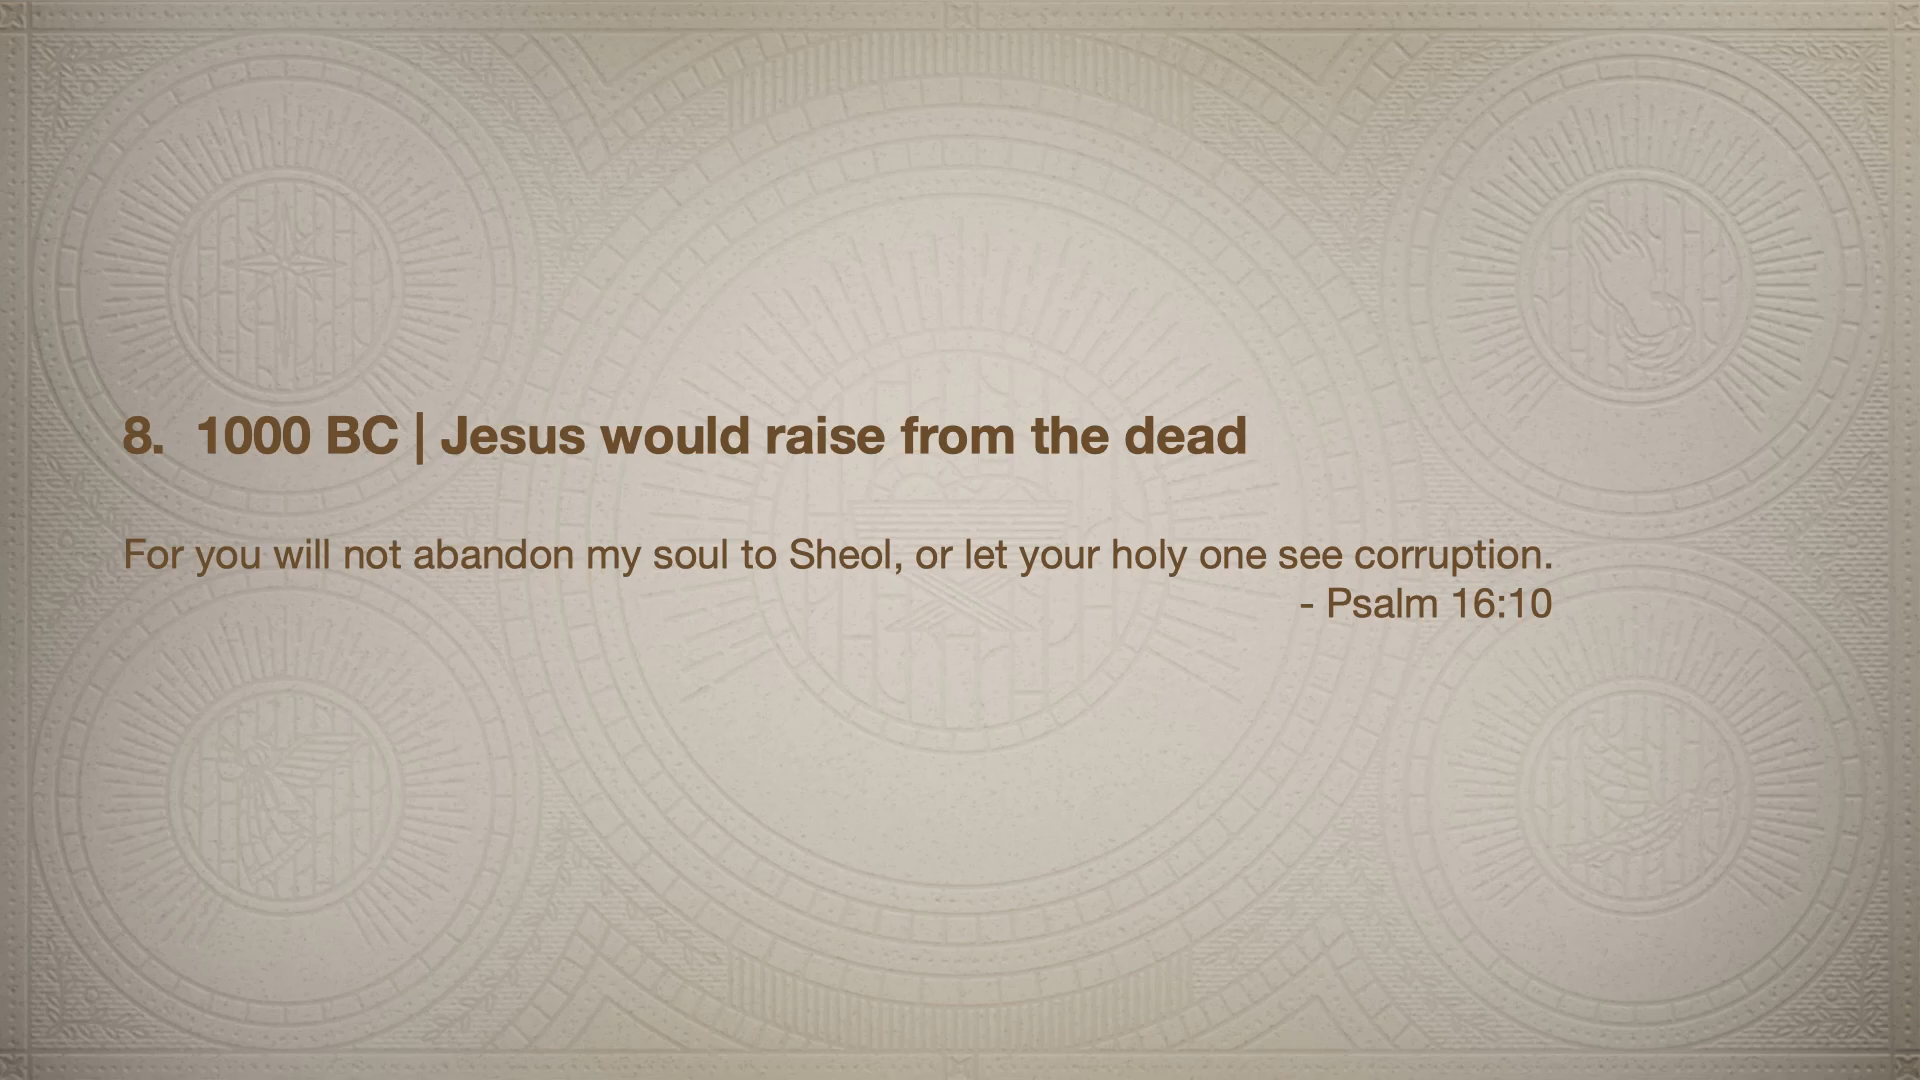 8. 1000 BC | Jesus would raise from the dead
For you will not abandon my soul to Sheol, or let your holy one see corruption.
- Psalm 16:10